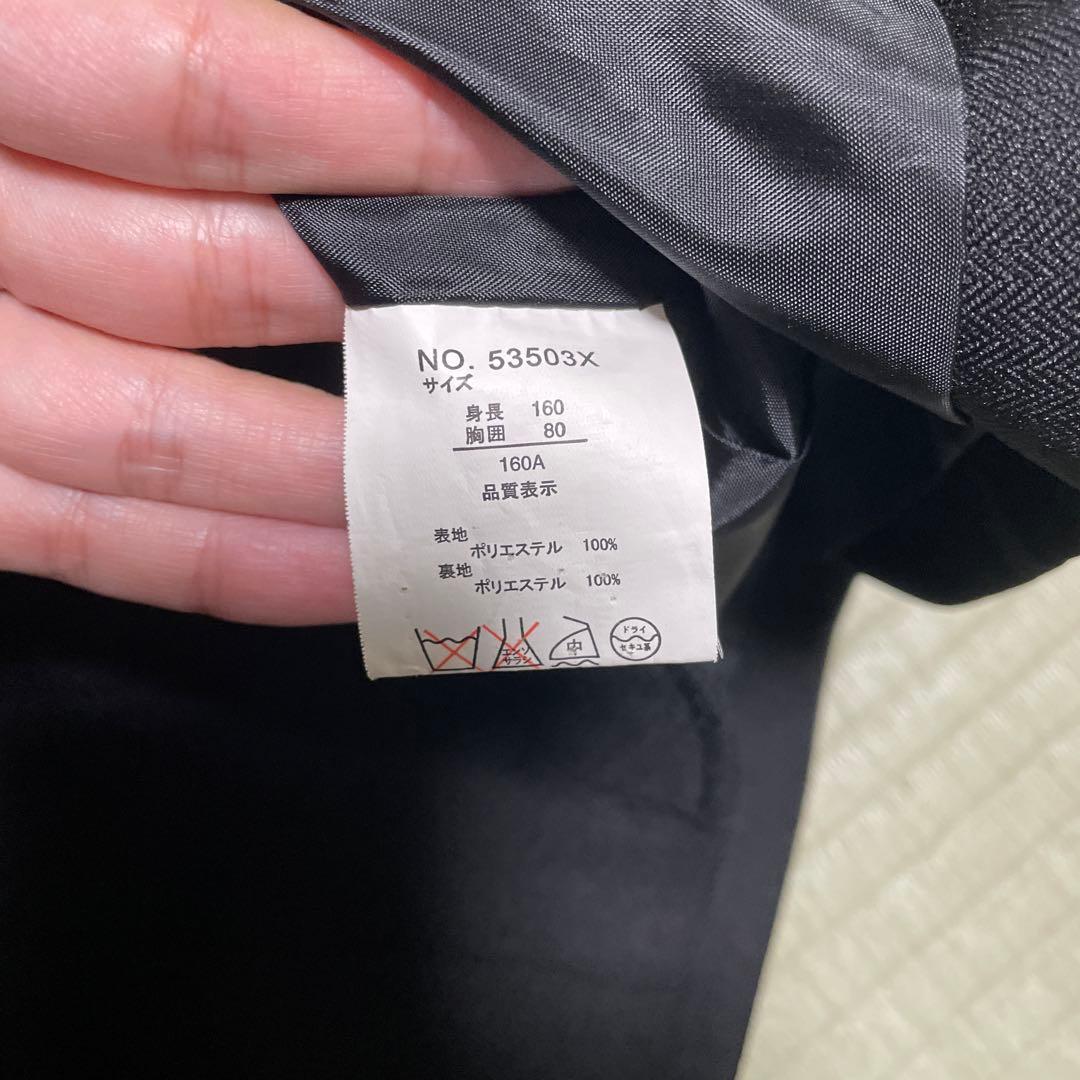 NO. 53503X
サイズ
身長 160
胸囲 80
160A
品質表示
表地
ポリエステル 100%
裏地
ポリエステル 100%
エンソ
サラシ
中
ドライ
セキユ系